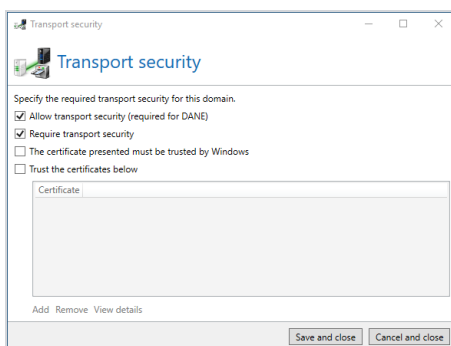 Transport security
Transport security
Specify the required transport security for this domain.
Allow transport security (required for DANE)
Require transport security
The certificate presented must be trusted by Windows
Trust the certificates below
Certificate
Add Remove View details
Save and close Cancel and close